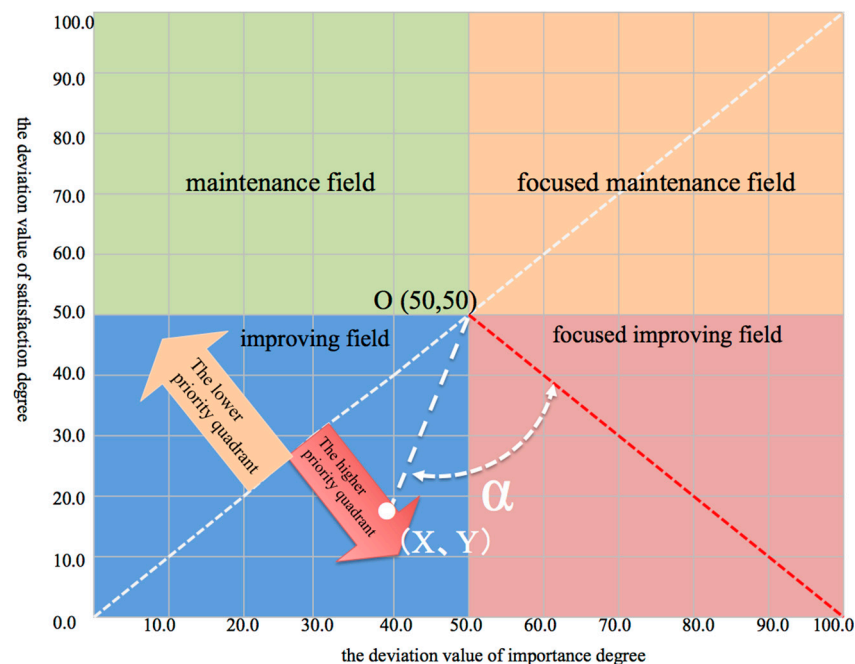 100.0
90.0
80.0
70.0
60.0
50.0
40.0
30.0
20.0
10.0
0.0
the deviation value of satisfaction degree
maintenance field
focused maintenance field
O (50,50)
improving field
focused improving field
The lower
priority quadrant
The higher
priority quadrant
α
(X、Y)
10.0
20.0
30.0
40.0
50.0
60.0
70.0
80.0
90.0
100.0
the deviation value of importance degree